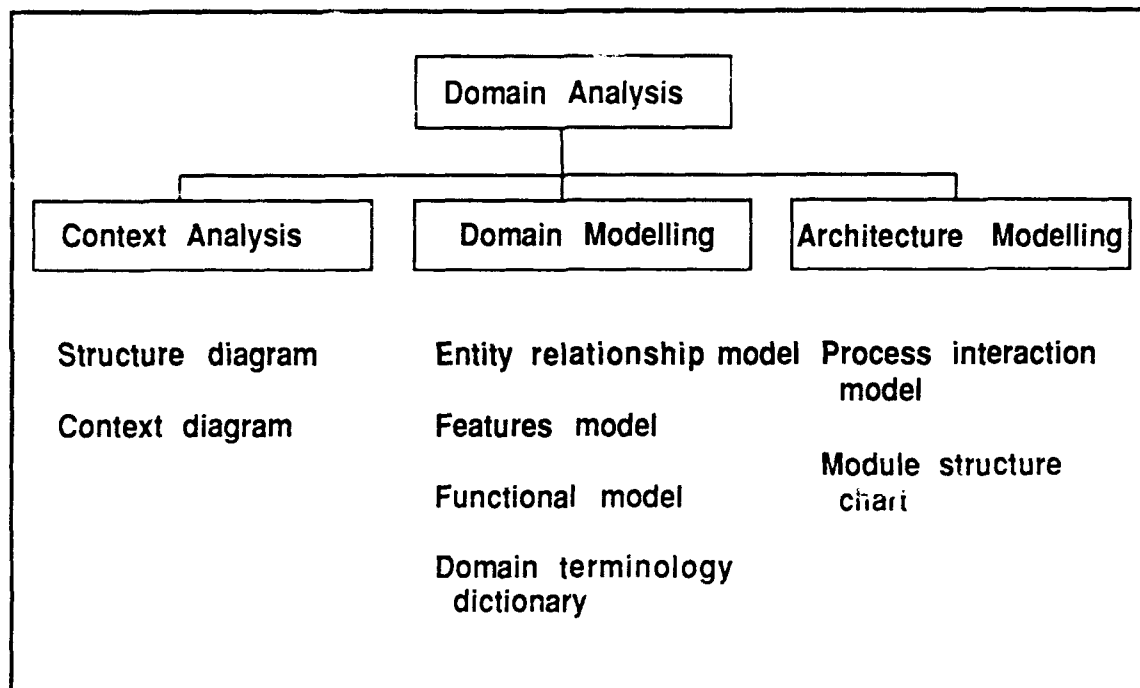 Domain Analysis
Context Analysis
Domain Modelling
Architecture Modelling
Structure diagram
Context diagram
Entity relationship model
Features model
Functional model
Domain terminology
dictionary
Process interaction
model
Module structure
chart